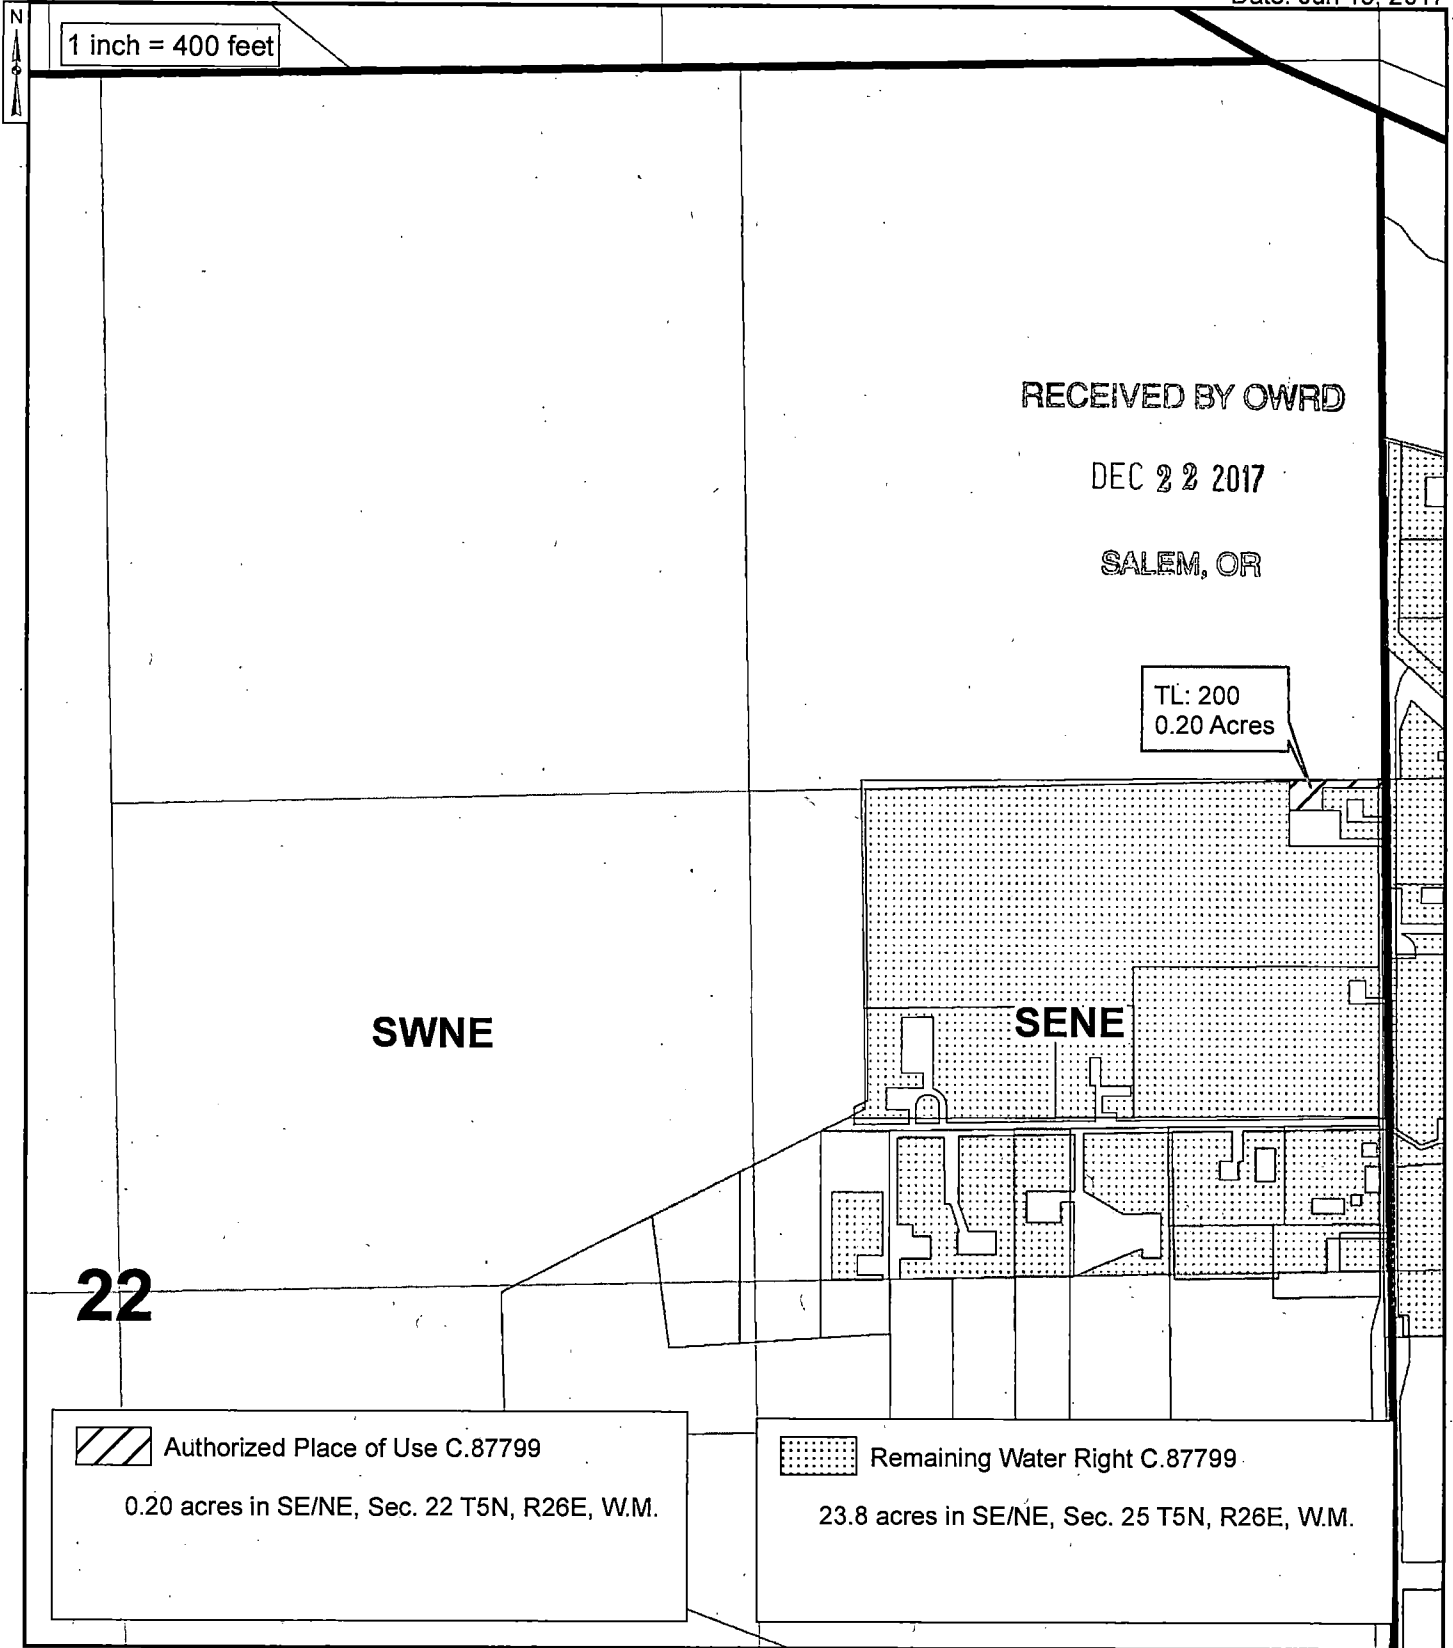 N
1 inch = 400 feet
RECEIVED BY OWRD
DEC 22 2017
SALEM, OR
TL: 200
0.20 Acres
SWNE
SENE
22
Authorized Place of Use C.87799
0.20 acres in SE/NE, Sec. 22 T5N, R26E, W.M.
Remaining Water Right C.87799
23.8 acres in SE/NE, Sec. 25 T5N, R26E, W.M.